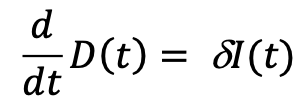 d/dt D(t) = δI(t)